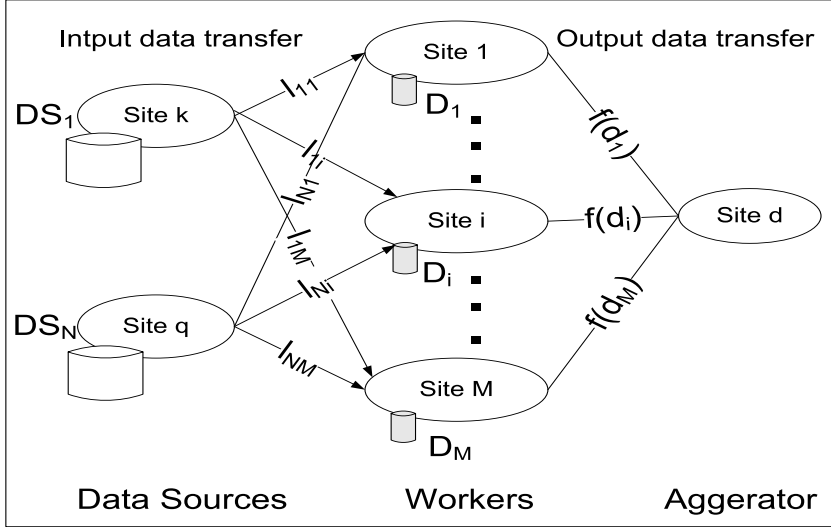 Intput data transfer
Output data transfer
Site 1
D1
DS1
Site k
I11
I1i
IN1
I1M
f(d1)
Site i
Di
f(di)
Site d
DSN
Site q
INi
INM
f(dM)
Site M
DM
Data Sources
Workers
Aggerator